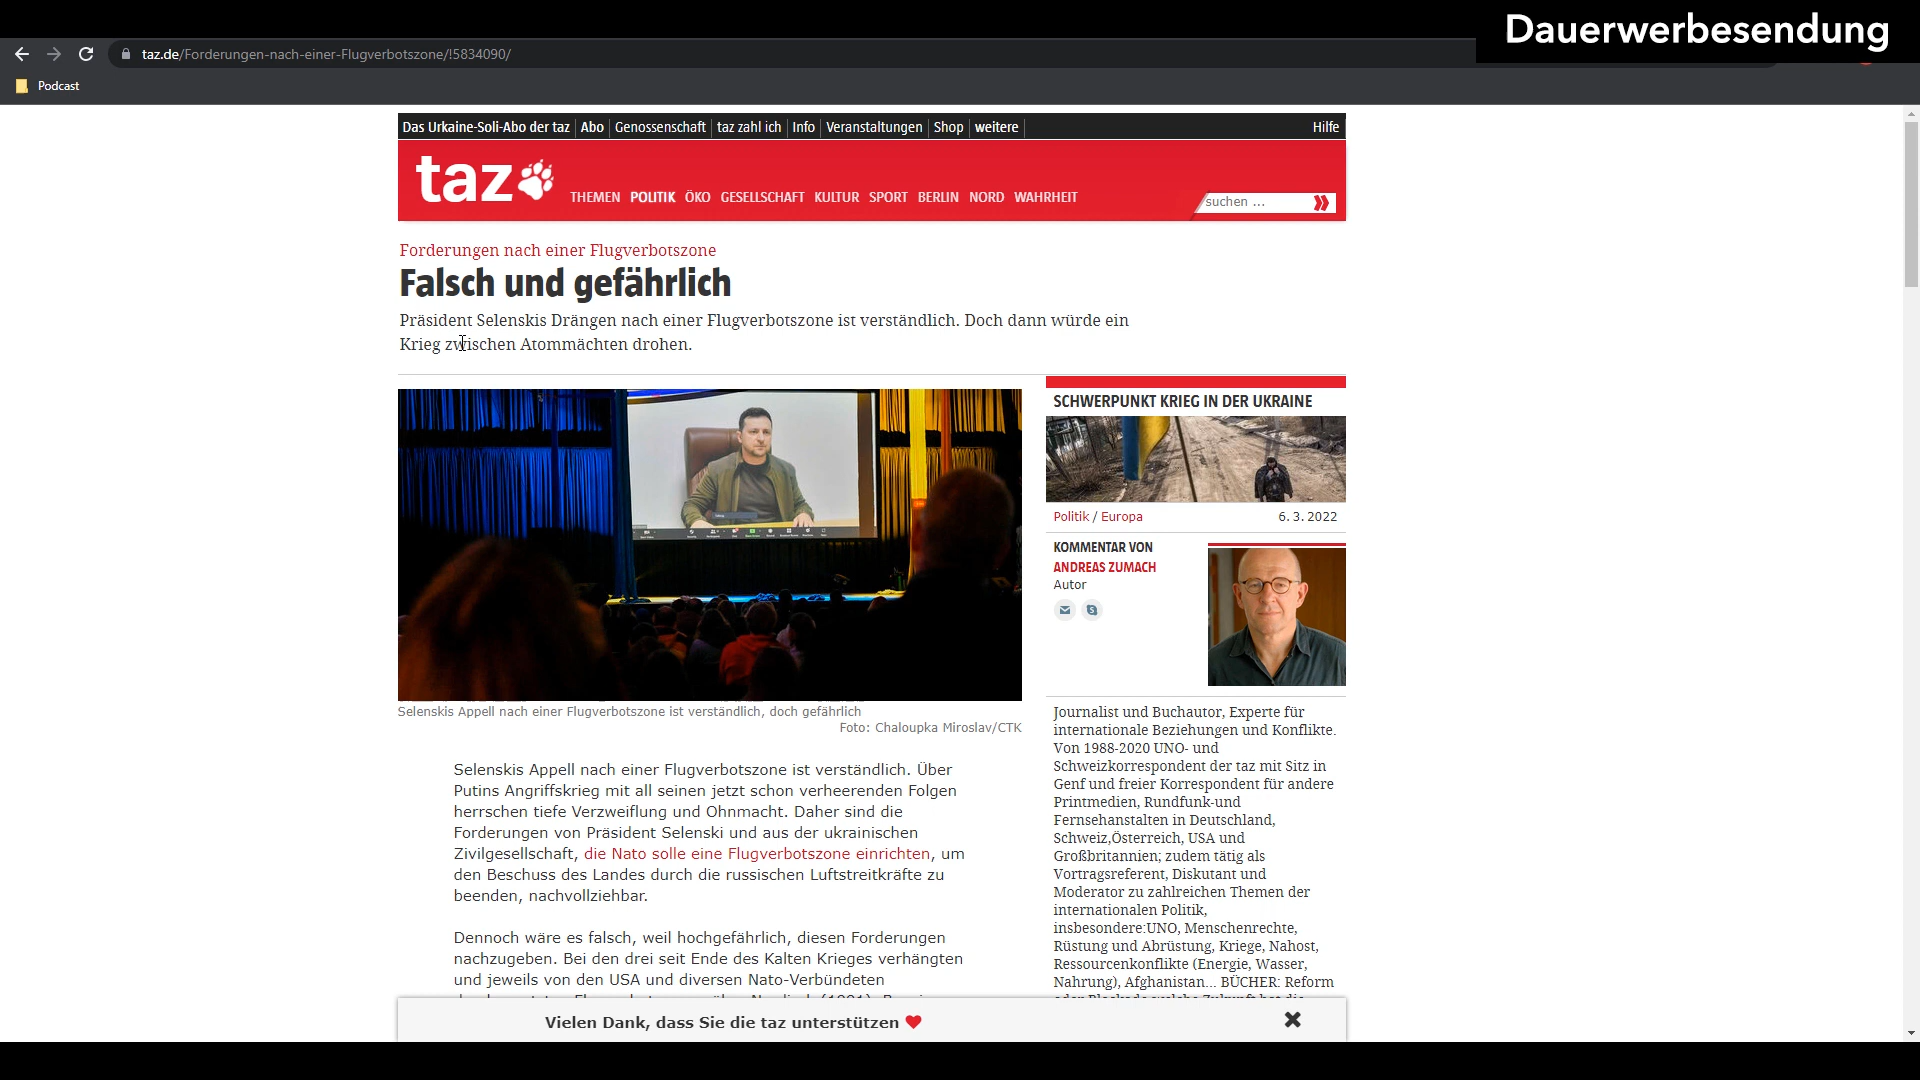 Dauerwerbesendung
taz.de/Forderungen-nach-einer-Flugverbotszone/!5834090/
Podcast
Das Urkaine-Soli-Abo der taz Abo Genossenschaft taz zahl ich Info Veranstaltungen Shop weitere Hilfe
taz
THEMEN POLITIK ÖKO GESELLSCHAFT KULTUR SPORT BERLIN NORD WAHRHEIT
suchen ...
Forderungen nach einer Flugverbotszone
Falsch und gefährlich
Präsident Selenskis Drängen nach einer Flugverbotszone ist verständlich. Doch dann würde ein
Krieg zwischen Atommächten drohen.
Selenskis Appell nach einer Flugverbotszone ist verständlich, doch gefährlich
Foto: Chaloupka Miroslav/CTK
Selenskis Appell nach einer Flugverbotszone ist verständlich. Über
Putins Angriffskrieg mit all seinen jetzt schon verheerenden Folgen
herrschen tiefe Verzweiflung und Ohnmacht. Daher sind die
Forderungen von Präsident Selenski und aus der ukrainischen
Zivilgesellschaft, die Nato solle eine Flugverbotszone einrichten, um
den Beschuss des Landes durch die russischen Luftstreitkräfte zu
beenden, nachvollziehbar.
Dennoch wäre es falsch, weil hochgefährlich, diesen Forderungen
nachzugeben. Bei den drei seit Ende des Kalten Krieges verhängten
und jeweils von den USA und diversen Nato-Verbündeten
SCHWERPUNKT KRIEG IN DER UKRAINE
Politik / Europa 6. 3. 2022
KOMMENTAR VON
ANDREAS ZUMACH
Autor
Journalist und Buchautor, Experte für
internationale Beziehungen und Konflikte.
Von 1988-2020 UNO- und
Schweizkorrespondent der taz mit Sitz in
Genf und freier Korrespondent für andere
Printmedien, Rundfunk-und
Fernsehanstalten in Deutschland,
Schweiz,Österreich, USA und
Großbritannien; zudem tätig als
Vortragsreferent, Diskutant und
Moderator zu zahlreichen Themen der
internationalen Politik,
insbesondere:UNO, Menschenrechte,
Rüstung und Abrüstung, Kriege, Nahost,
Ressourcenkonflikte (Energie, Wasser,
Nahrung), Afghanistan... BÜCHER: Reform
Vielen Dank, dass Sie die taz unterstützen